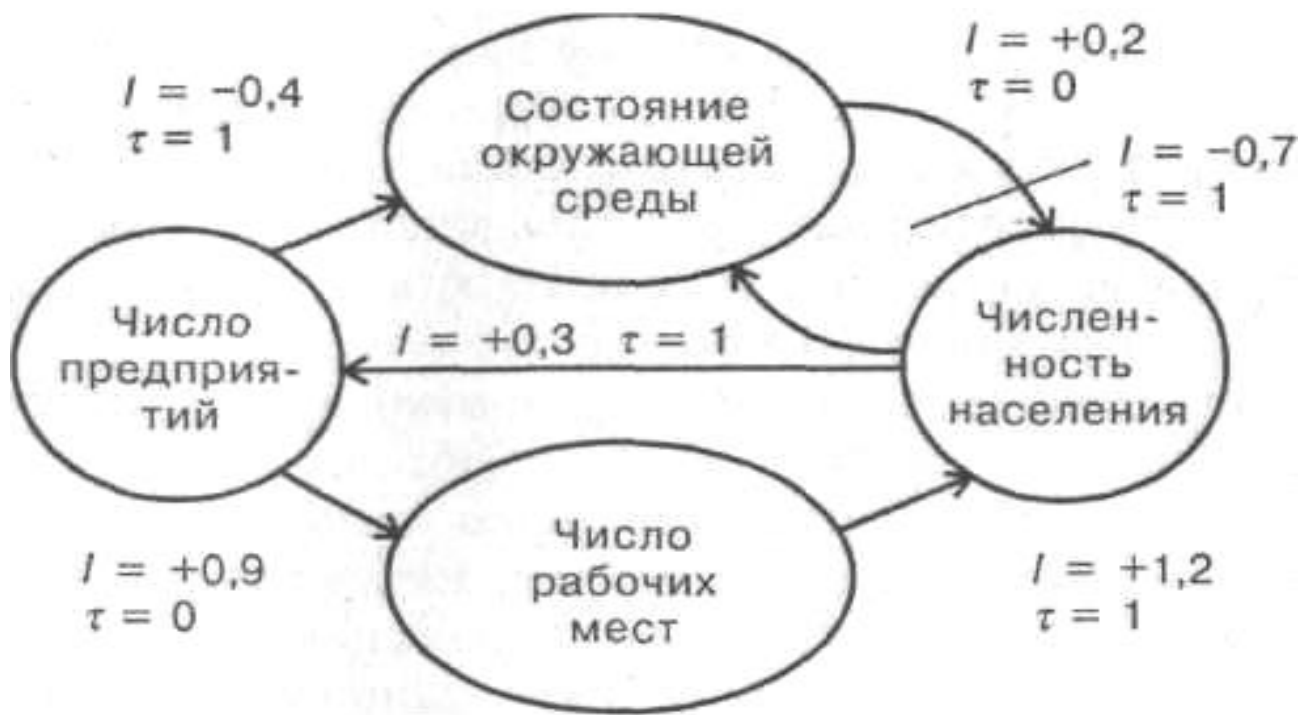 I = –0,4
τ = 1
Состояние
окружающей
среды
I = +0,2
τ = 0
I = –0,7
τ = 1
Число
предприя-
тий
I = +0,3 τ = 1
Числен-
ность
населения
I = +0,9
τ = 0
Число
рабочих
мест
I = +1,2
τ = 1